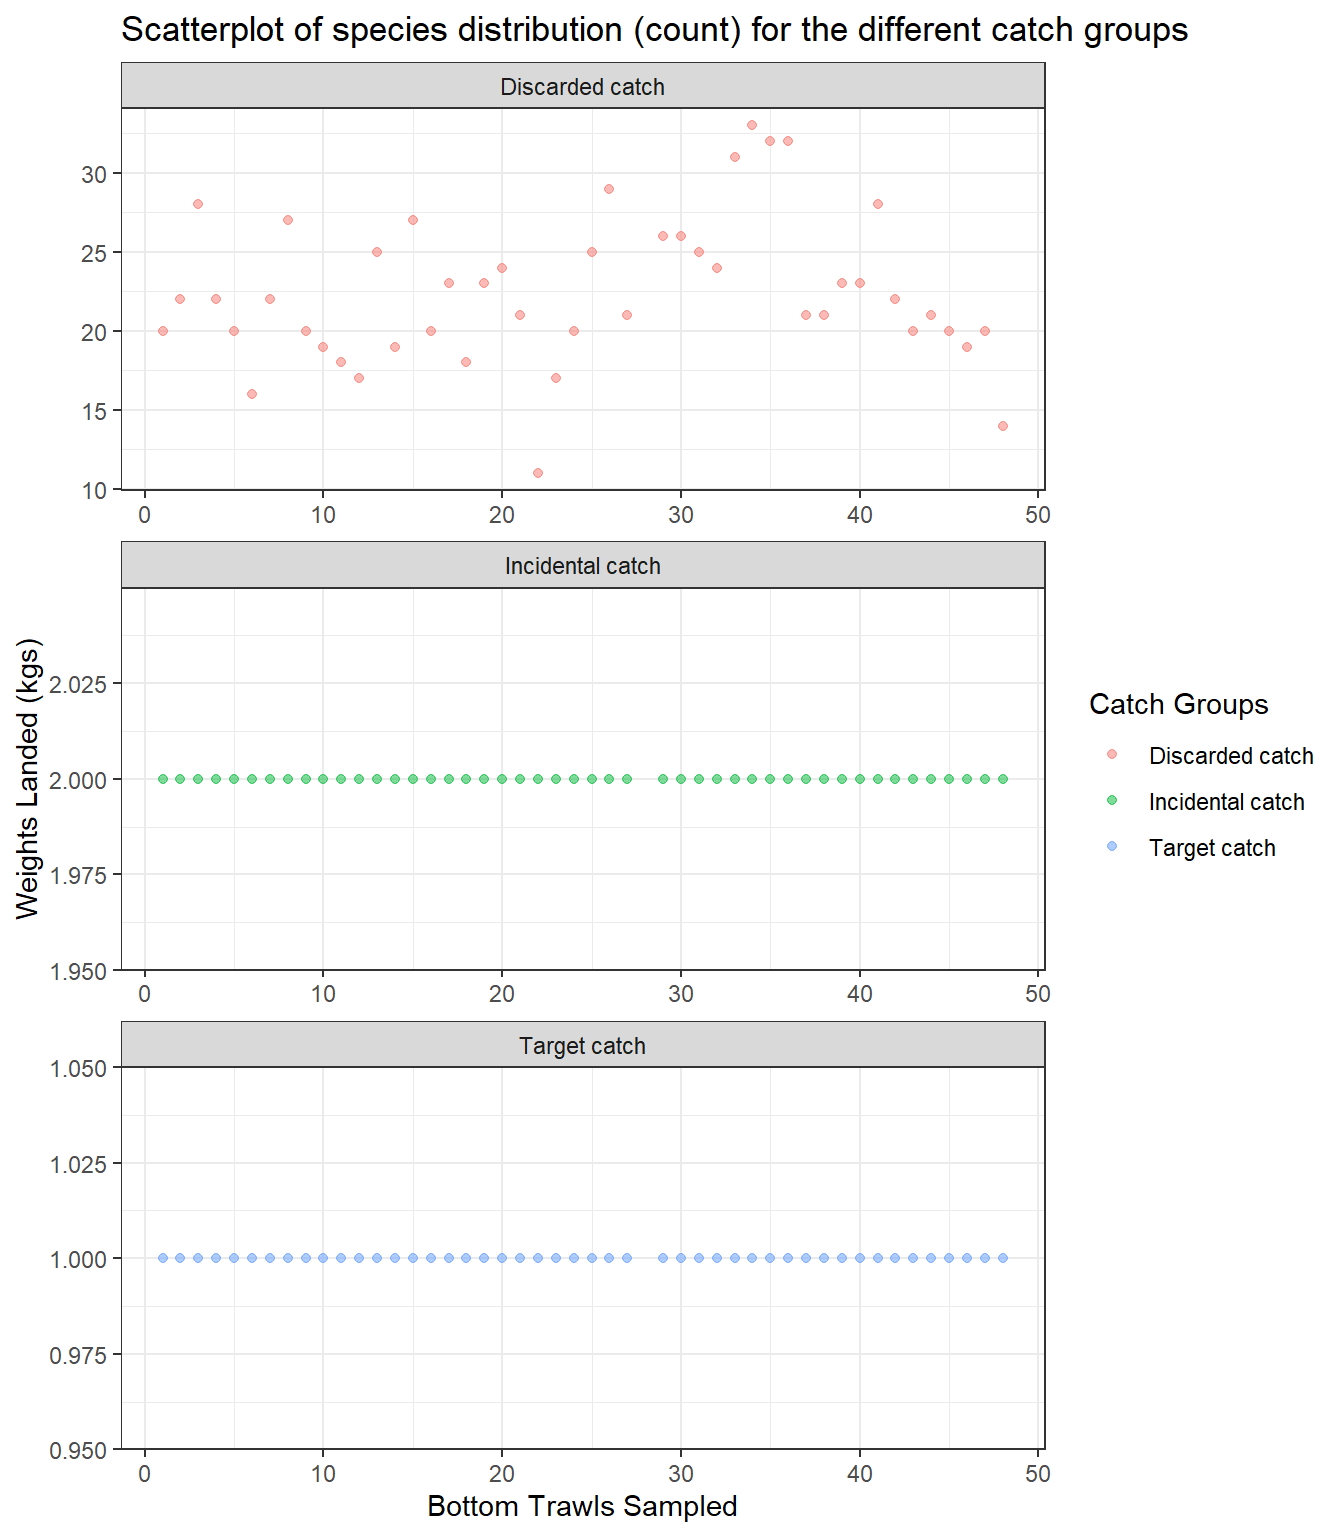 Scatterplot of species distribution (count) for the different catch groups
Discarded catch
30
25
20
15
10
0 10 20 30 40 50
Incidental catch
2.025
2.000
1.975
1.950
0 10 20 30 40 50
Target catch
1.050
1.025
1.000
0.975
0.950
0 10 20 30 40 50
Bottom Trawls Sampled
Weights Landed (kgs)
Catch Groups
Discarded catch
Incidental catch
Target catch